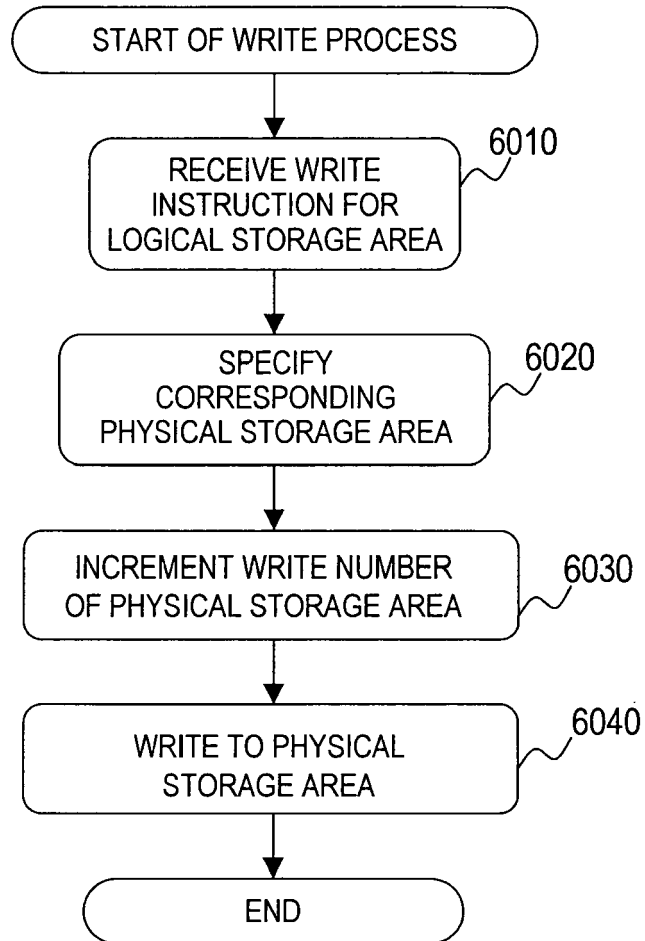 START OF WRITE PROCESS
6010
RECEIVE WRITE
INSTRUCTION FOR
LOGICAL STORAGE AREA
6020
SPECIFY
CORRESPONDING
PHYSICAL STORAGE AREA
6030
INCREMENT WRITE NUMBER
OF PHYSICAL STORAGE AREA
6040
WRITE TO PHYSICAL
STORAGE AREA
END